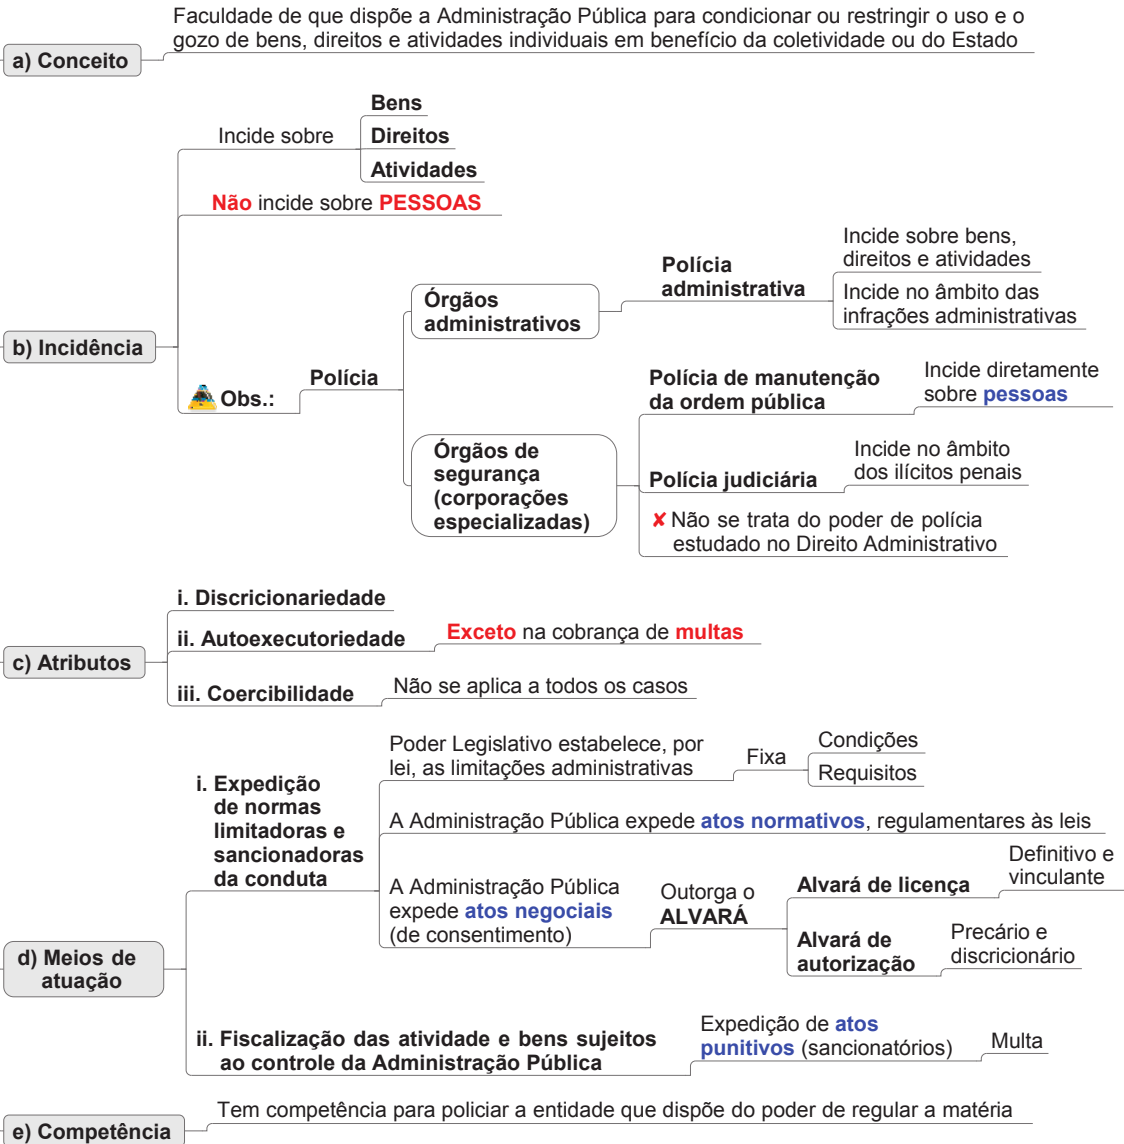 Faculdade de que dispõe a Administração Pública para condicionar ou restringir o uso e o
gozo de bens, direitos e atividades individuais em benefício da coletividade ou do Estado
a) Conceito
Bens
Incide sobre
Direitos
Atividades
Não incide sobre PESSOAS
b) Incidência
Obs.:
Polícia
Órgãos
administrativos
Polícia
administrativa
Incide sobre bens,
direitos e atividades
Incide no âmbito das
infrações administrativas
Órgãos de
segurança
(corporações
especializadas)
Polícia de manutenção
da ordem pública
Incide diretamente
sobre pessoas
Polícia judiciária
Incide no âmbito
dos ilícitos penais
✘ Não se trata do poder de polícia
estudado no Direito Administrativo
c) Atributos
i. Discricionariedade
ii. Autoexecutoriedade
Exceto na cobrança de multas
iii. Coercibilidade
Não se aplica a todos os casos
d) Meios de
atuação
i. Expedição
de normas
limitadoras e
sancionadoras
da conduta
Poder Legislativo estabelece, por
lei, as limitações administrativas
Fixa
Condições
Requisitos
A Administração Pública expede atos normativos, regulamentares às leis
A Administração Pública
expede atos negociais
(de consentimento)
Outorga o
ALVARÁ
Alvará de licença
Definitivo e
vinculante
Alvará de
autorização
Precário e
discricionário
ii. Fiscalização das atividade e bens sujeitos
ao controle da Administração Pública
Expedição de atos
punitivos (sancionatórios)
Multa
e) Competência
Tem competência para policiar a entidade que dispõe do poder de regular a matéria